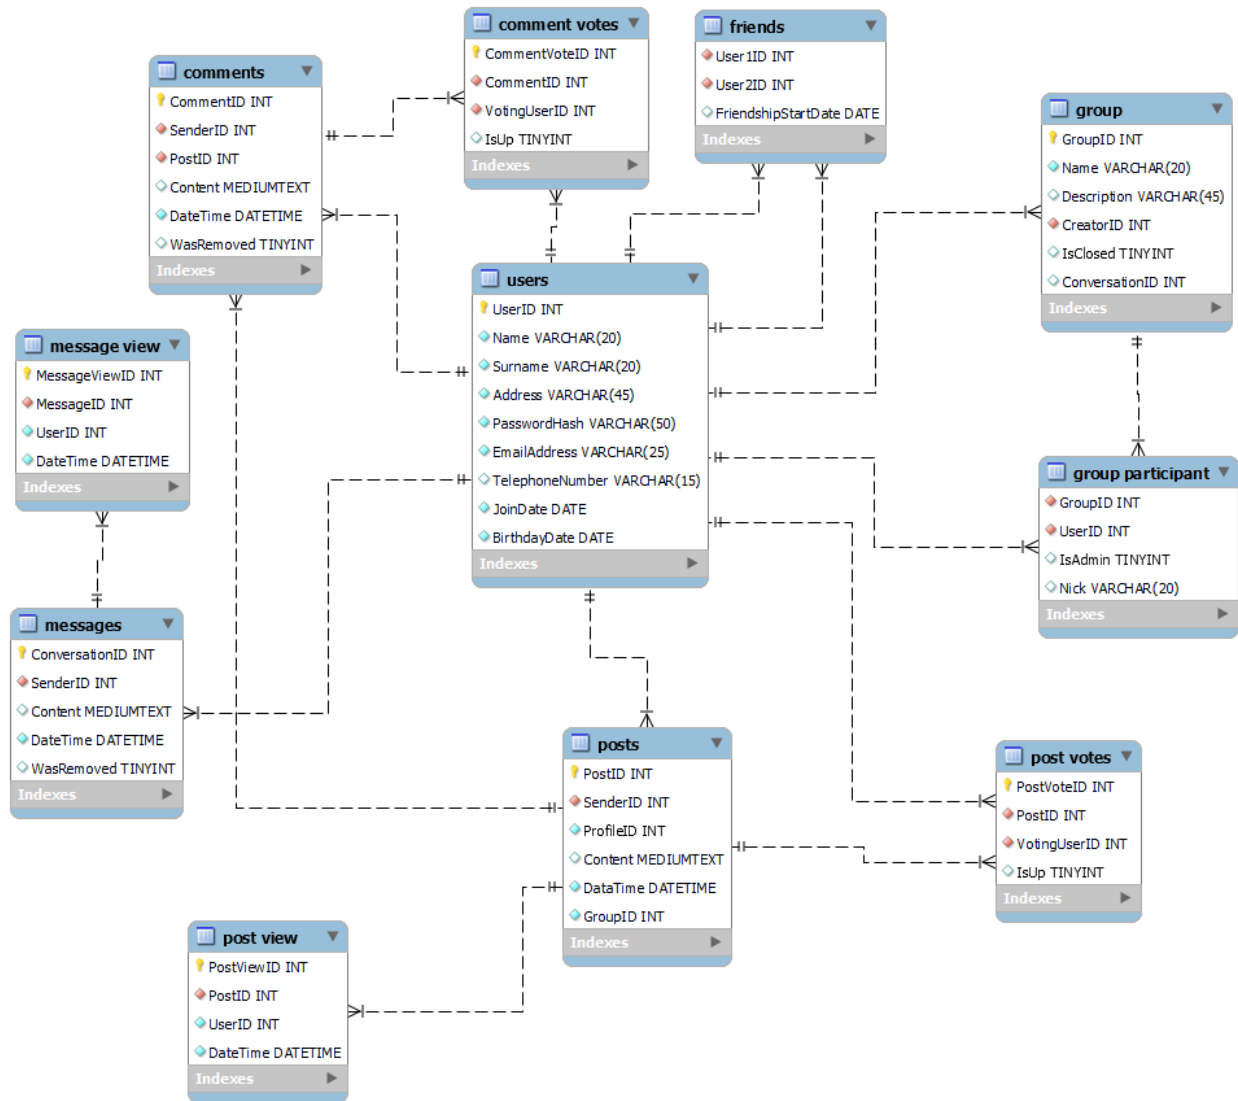 comment votes
CommentVoteID INT
CommentID INT
VotingUserID INT
IsUp TINYINT
Indexes
friends
User1ID INT
User2ID INT
FriendshipStartDate DATE
Indexes
comments
CommentID INT
SenderID INT
PostID INT
Content MEDIUMTEXT
DateTime DATETIME
WasRemoved TINYINT
Indexes
group
GroupID INT
Name VARCHAR(20)
Description VARCHAR(45)
CreatorID INT
IsClosed TINYINT
ConversationID INT
Indexes
users
UserID INT
Name VARCHAR(20)
Surname VARCHAR(20)
Address VARCHAR(45)
PasswordHash VARCHAR(50)
EmailAddress VARCHAR(25)
TelephoneNumber VARCHAR(15)
JoinDate DATE
BirthdayDate DATE
Indexes
message view
MessageViewID INT
MessageID INT
UserID INT
DateTime DATETIME
Indexes
group participant
GroupID INT
UserID INT
IsAdmin TINYINT
Nick VARCHAR(20)
Indexes
messages
ConversationID INT
SenderID INT
Content MEDIUMTEXT
DateTime DATETIME
WasRemoved TINYINT
Indexes
posts
PostID INT
SenderID INT
ProfileID INT
Content MEDIUMTEXT
DataTime DATETIME
GroupID INT
Indexes
post votes
PostVoteID INT
PostID INT
VotingUserID INT
IsUp TINYINT
Indexes
post view
PostViewID INT
PostID INT
UserID INT
DateTime DATETIME
Indexes